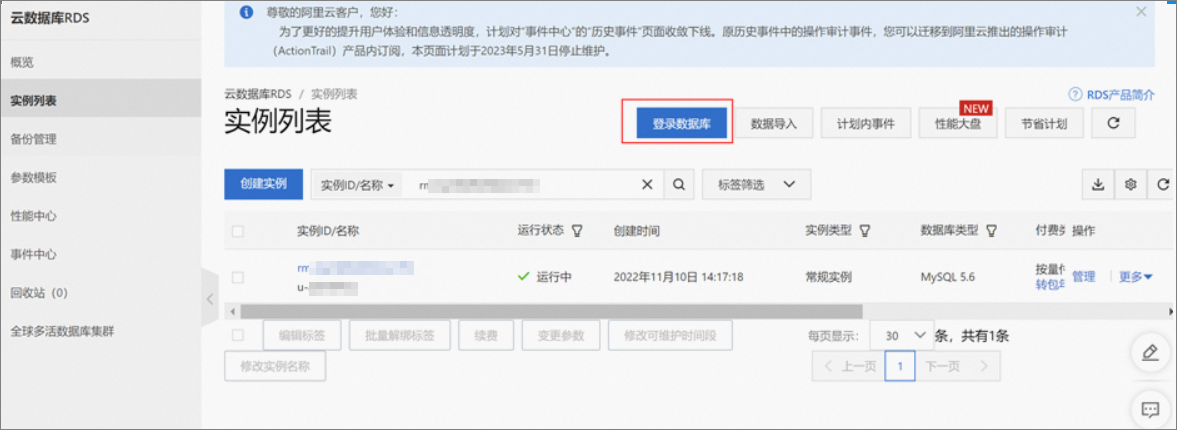 云数据库RDS
概览
实例列表
备份管理
参数模板
性能中心
事件中心
回收站（0）
全球多活数据库集群
尊敬的阿里云客户，您好：
为了更好的提升用户体验和信息透明度，计划对“事件中心”的“历史事件”页面收敛下线。原历史事件中的操作审计事件，您可以迁移到阿里云推出的操作审计
（ActionTrail）产品内订阅，本页面计划于2023年5月31日停止维护。
云数据库RDS / 实例列表
RDS产品简介
实例列表
登录数据库 数据导入 计划内事件 性能大盘 NEW 节省计划
创建实例 实例ID/名称 rm 标签筛选
实例ID/名称 运行状态 创建时间 实例类型 数据库类型 付费 操作
rm
u-
运行中 2022年11月10日 14:17:18 常规实例 MySQL 5.6 按量付 管理 更多
转包年
编辑标签 批量解绑标签 续费 变更参数 修改可维护时间段 每页显示： 30 条，共有1条
修改实例名称 上一页 1 下一页